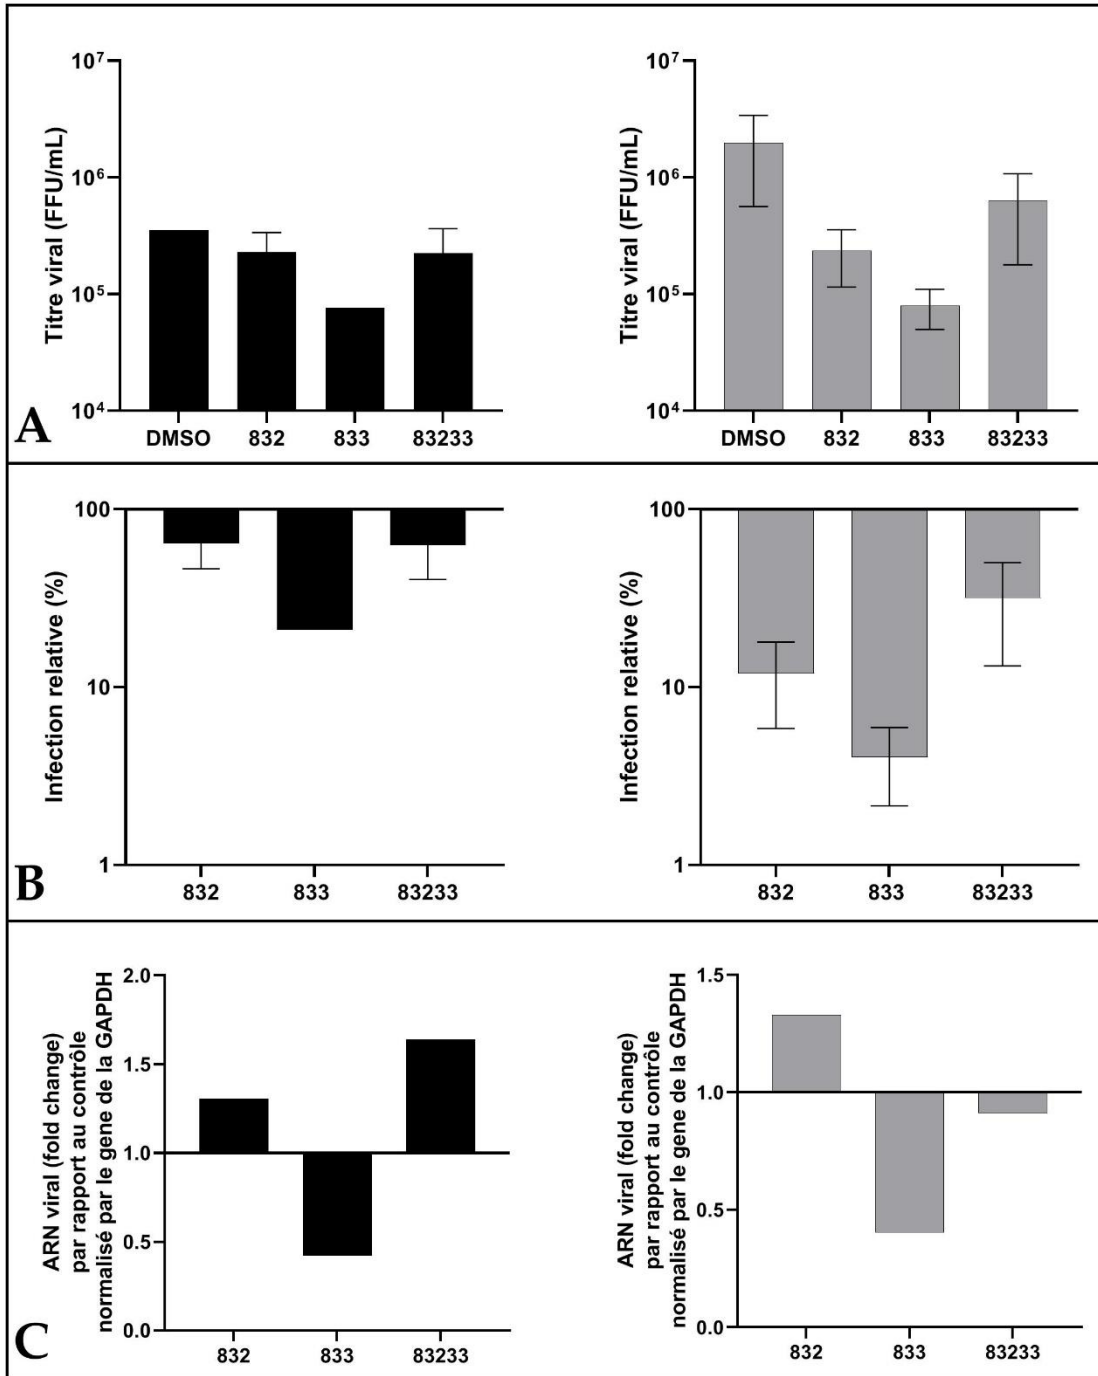 Titre viral (FFU/mL)
10⁷
10⁶
10⁵
10⁴
DMSO 832 833 83233
Titre viral (FFU/mL)
10⁷
10⁶
10⁵
10⁴
DMSO 832 833 83233
A
Infection relative (%)
100
10
1
832 833 83233
Infection relative (%)
100
10
1
832 833 83233
B
ARN viral (fold change)
par rapport au contrôle
normalisé par le gene de la GAPDH
2.0
1.5
1.0
0.5
0.0
832 833 83233
ARN viral (fold change)
par rapport au contrôle
normalisé par le gene de la GAPDH
1.5
1.0
0.5
0.0
832 833 83233
C